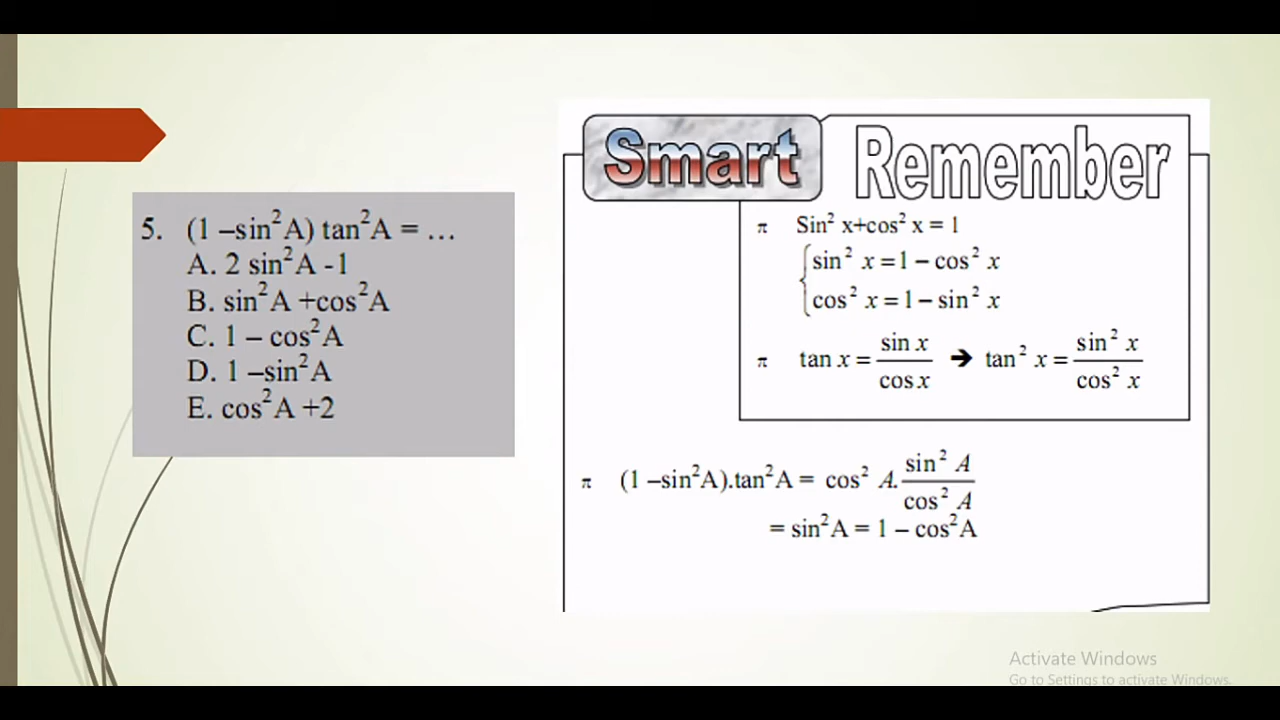 5. (1 –sin²A) tan²A = …
A. 2 sin²A -1
B. sin²A +cos²A
C. 1 – cos²A
D. 1 –sin²A
E. cos²A +2
Smart Remember
π Sin² x+cos² x = 1
sin² x = 1 − cos² x
cos² x = 1 − sin² x
π tan x = sin x / cos x ➔ tan² x = sin² x / cos² x
π (1 –sin²A).tan²A = cos² A. sin² A / cos² A
= sin²A = 1 – cos²A
Activate Windows
Go to Settings to activate Windows.